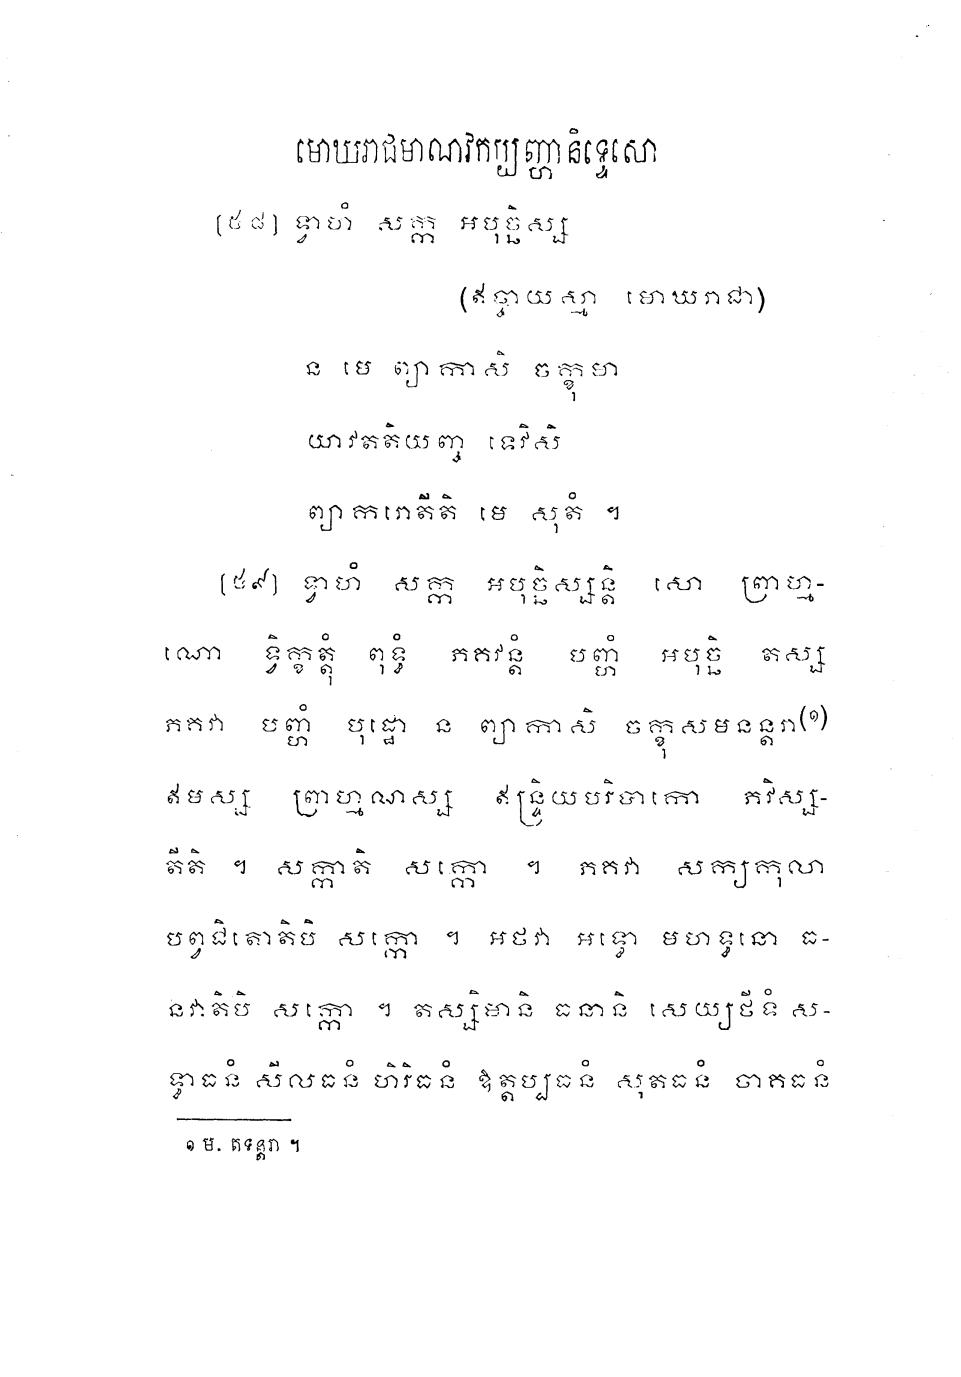 មោឃរាជមាណវកប្បញ្ហានិទ្ទេសោ
[៥៨] ទ្វាហំ សក្ក អបុច្ឆិស្ស
(ឥច្ចាយស្មា មោឃរាជា)
ន មេ ព្យាកាសិ ចក្ខុមា
យាវតតិយញ្ច ទេវិសិ
ព្យាករោតីតិ មេ សុតំ ។
[៥៩] ទ្វាហំ សក្ក អបុច្ឆិស្សន្តិ សោ ព្រាហ្ម-
ណោ ទ្វិក្ខត្តុំ ពុទ្ធំ ភគវន្តំ បញ្ហំ អបុច្ឆិ តស្ស
ភគវា បញ្ហំ បុដ្ឋោ ន ព្យាកាសិ ចក្ខុសមនន្តរា(១)
ឥមស្ស ព្រាហ្មណស្ស ឥន្ទ្រិយបរិបាកោ ភវិស្ស-
តីតិ ។ សក្កាតិ សក្កោ ។ ភគវា សក្យកុលា
បព្វជិតោតិបិ សក្កោ ។ អថវា អឌ្ឍោ មហទ្ធនោ ធ-
នវាតិបិ សក្កោ ។ តស្សិមានិ ធនានិ សេយ្យថីទំ ស-
ទ្ធាធនំ សីលធនំ ហិរិធនំ ឱត្តប្បធនំ សុតធនំ ចាគធនំ
១ ម. តទន្តរា ។